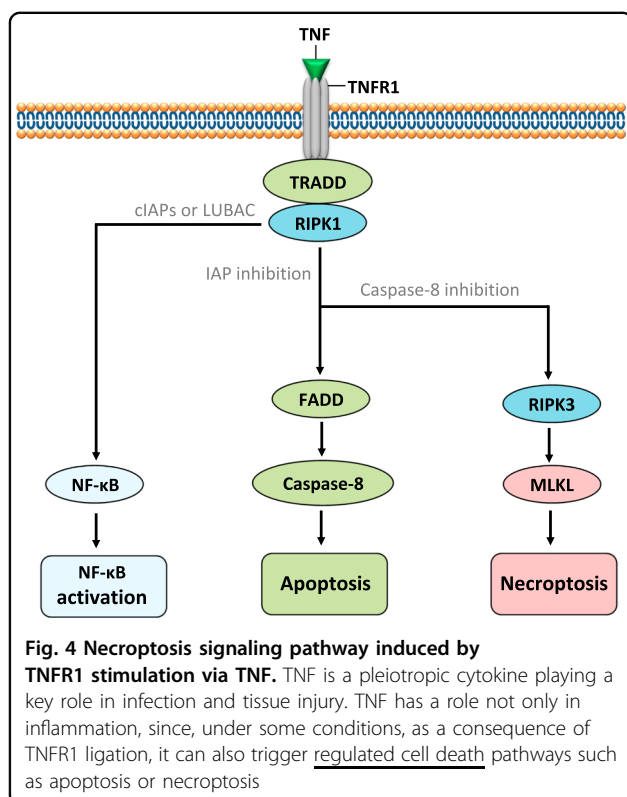 TNF
TNFR1
TRADD
cIAPs or LUBAC
RIPK1
IAP inhibition
Caspase-8 inhibition
FADD
RIPK3
NF-κB
Caspase-8
MLKL
NF-κB
activation
Apoptosis
Necroptosis
Fig. 4 Necroptosis signaling pathway induced by
TNFR1 stimulation via TNF. TNF is a pleiotropic cytokine playing a
key role in infection and tissue injury. TNF has a role not only in
inflammation, since, under some conditions, as a consequence of
TNFR1 ligation, it can also trigger regulated cell death pathways such
as apoptosis or necroptosis